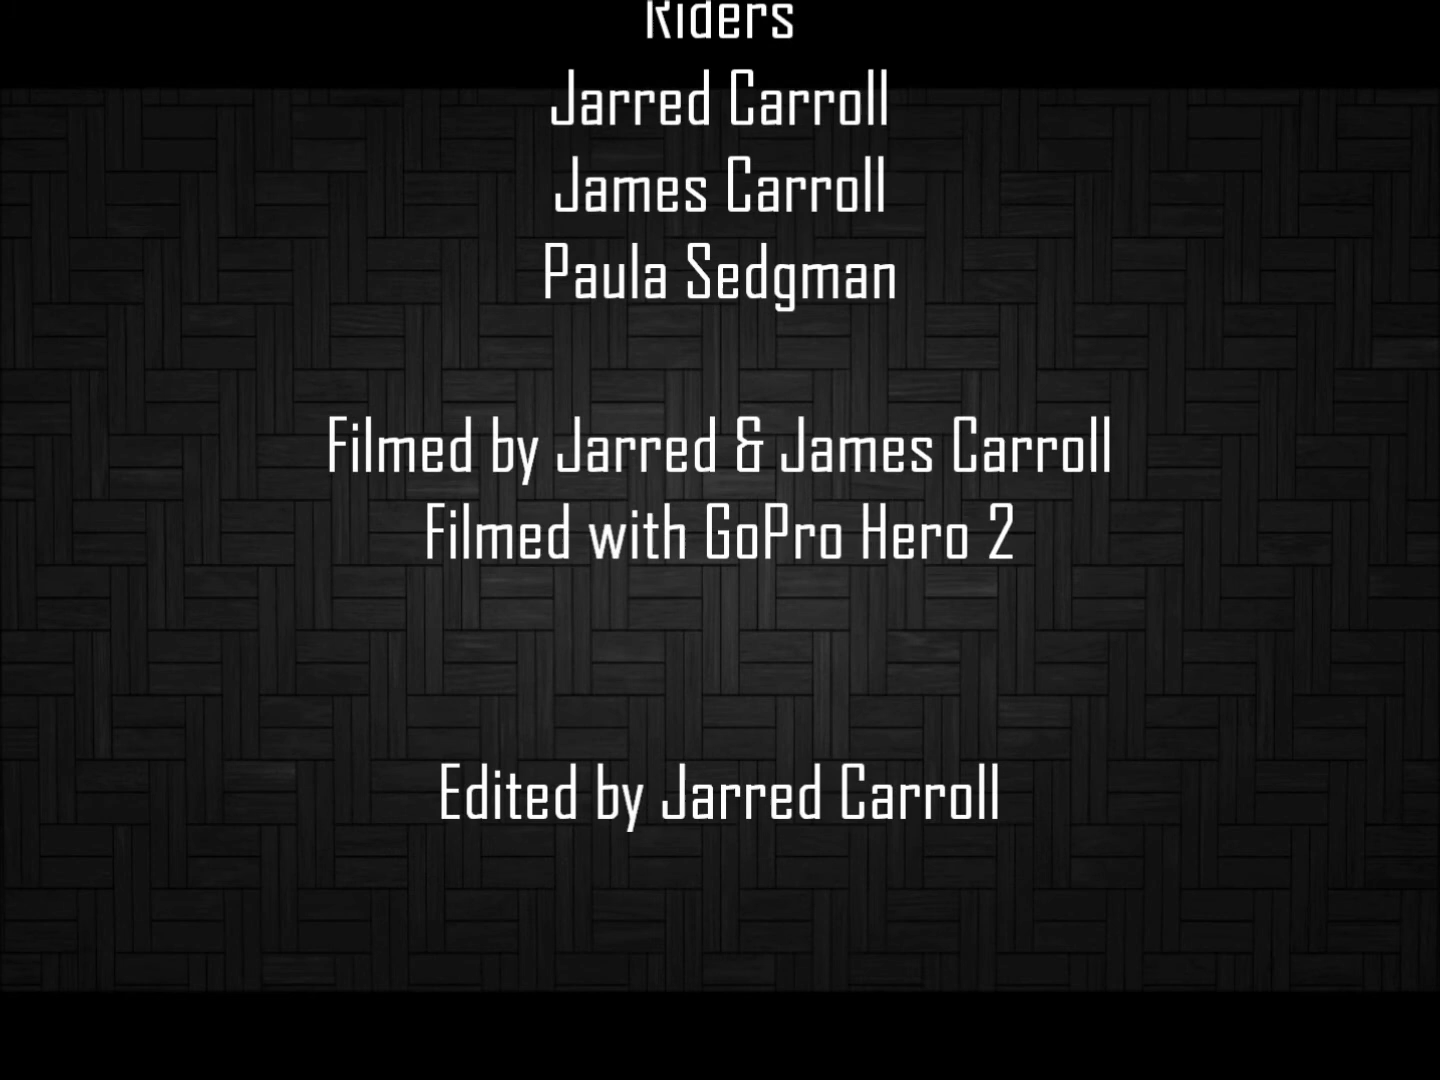 Riders
Jarred Carroll
James Carroll
Paula Sedgman
Filmed by Jarred & James Carroll
Filmed with GoPro Hero 2
Edited by Jarred Carroll